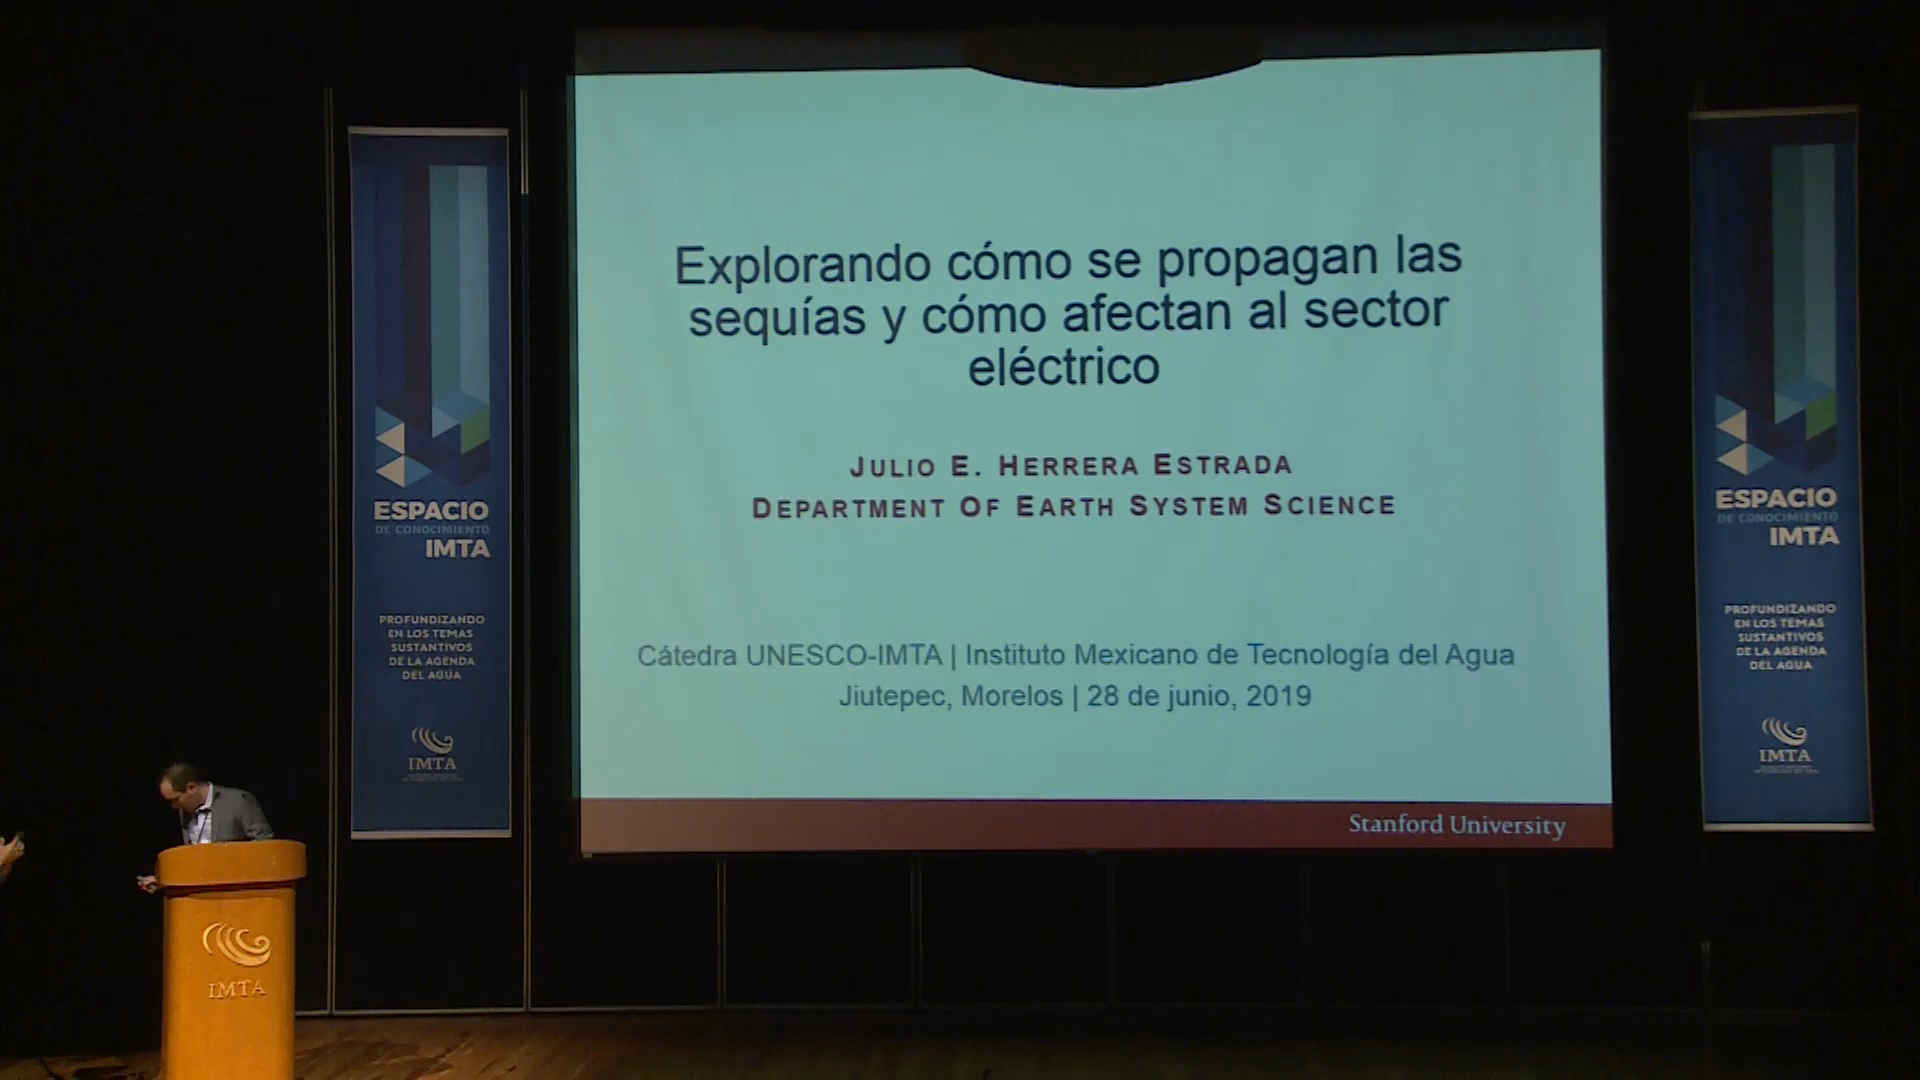 Explorando cómo se propagan las
sequías y cómo afectan al sector
eléctrico
JULIO E. HERRERA ESTRADA
DEPARTMENT OF EARTH SYSTEM SCIENCE
Cátedra UNESCO-IMTA | Instituto Mexicano de Tecnología del Agua
Jiutepec, Morelos | 28 de junio, 2019
Stanford University
ESPACIO
DE CONOCIMIENTO
IMTA
PROFUNDIZANDO
EN LOS TEMAS
SUSTANTIVOS
DE LA AGENDA
DEL AGUA
IMTA
ESPACIO
DE CONOCIMIENTO
IMTA
PROFUNDIZANDO
EN LOS TEMAS
SUSTANTIVOS
DE LA AGENDA
DEL AGUA
IMTA
IMTA